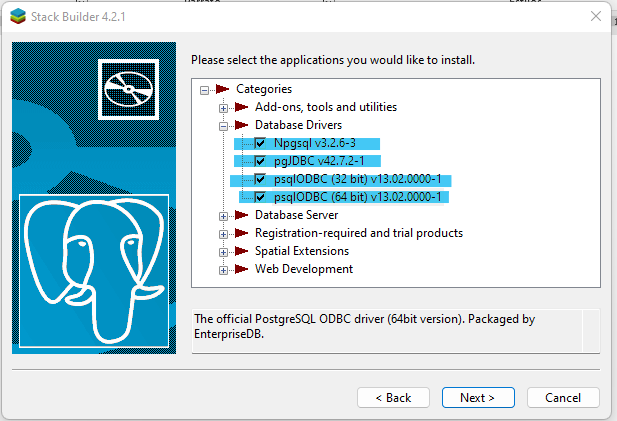 Stack Builder 4.2.1
Please select the applications you would like to install.
Categories
Add-ons, tools and utilities
Database Drivers
Npgsql v3.2.6-3
pgJDBC v42.7.2-1
psqlODBC (32 bit) v13.02.0000-1
psqlODBC (64 bit) v13.02.0000-1
Database Server
Registration-required and trial products
Spatial Extensions
Web Development
The official PostgreSQL ODBC driver (64bit version). Packaged by
EnterpriseDB.
< Back
Next >
Cancel